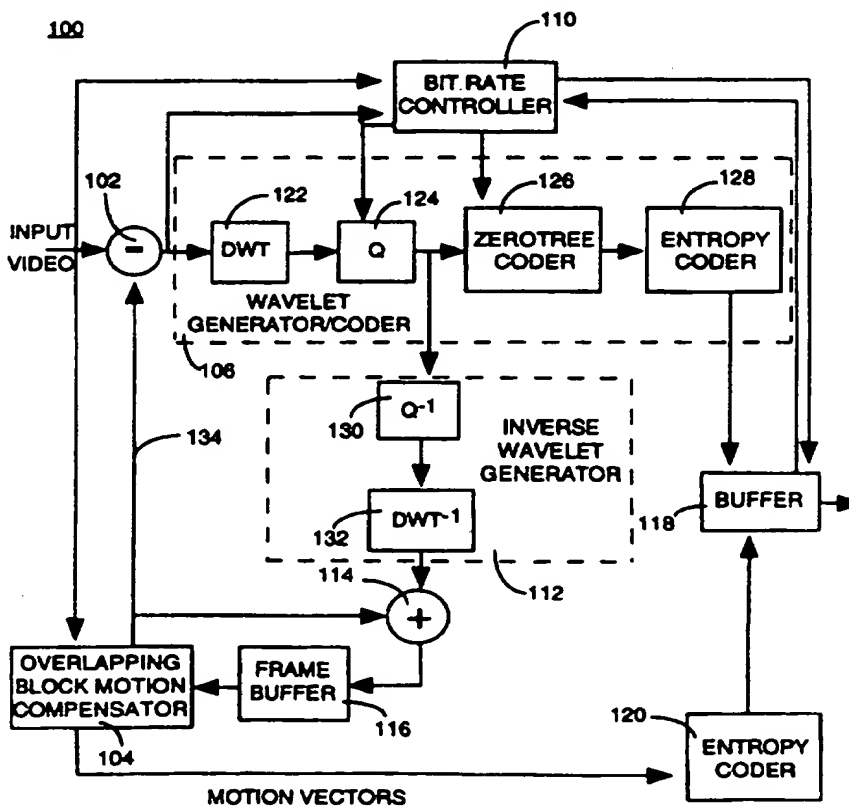 100
110
BIT. RATE
CONTROLLER
102
122
124
126
128
INPUT
VIDEO
-
DWT
Q
ZEROTREE
CODER
ENTROPY
CODER
WAVELET
GENERATOR/CODER
106
Q-1
130
INVERSE
WAVELET
GENERATOR
134
DWT-1
132
BUFFER
118
114
112
+
OVERLAPPING
BLOCK MOTION
COMPENSATOR
FRAME
BUFFER
116
104
120
ENTROPY
CODER
MOTION VECTORS